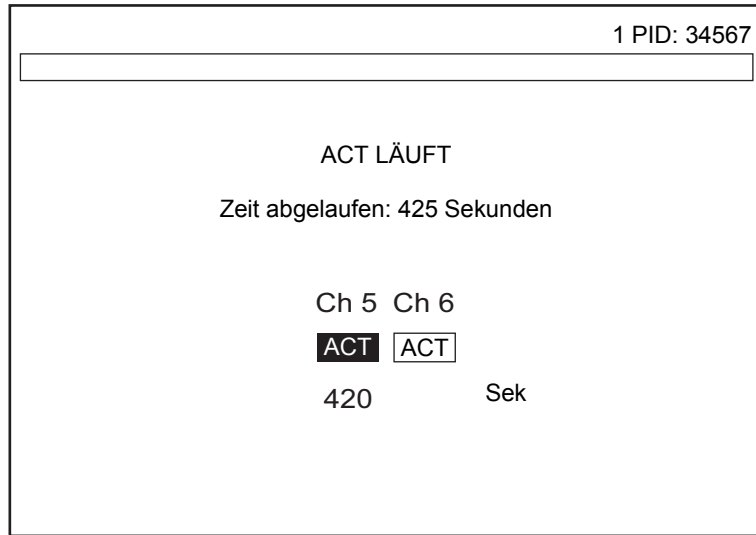 1 PID: 34567
ACT LÄUFT
Zeit abgelaufen: 425 Sekunden
Ch 5 Ch 6
ACT ACT
420 Sek